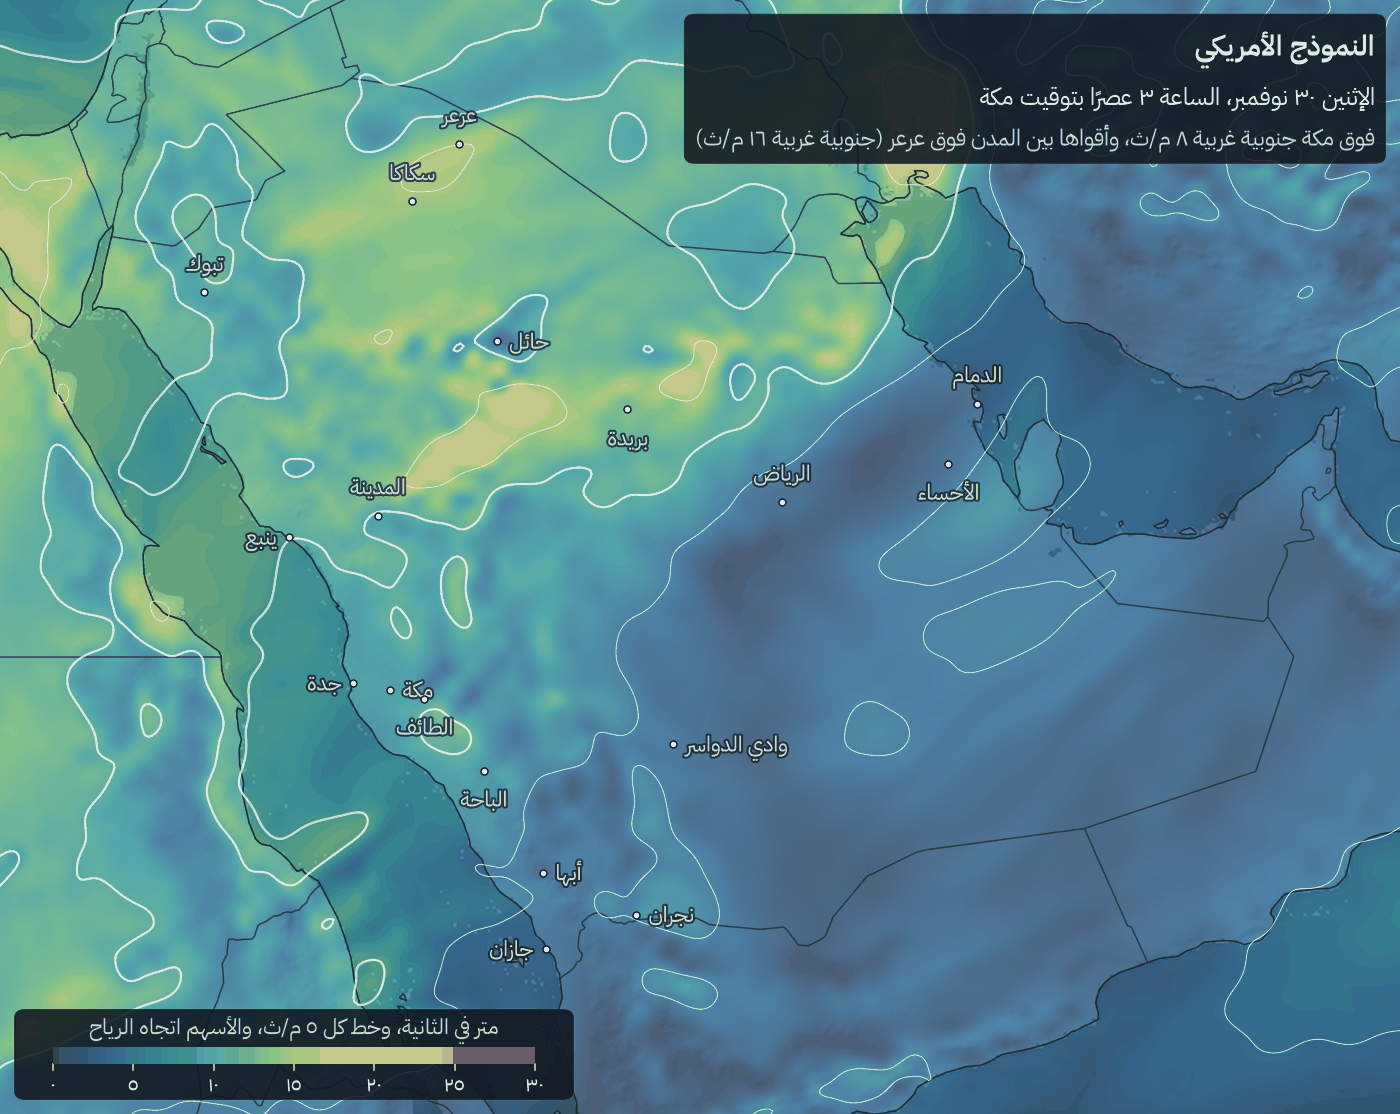 النموذج الأمريكي
الإثنين ٣٠ نوفمبر، الساعة ٣ عصرًا بتوقيت مكة
فوق مكة جنوبية غربية ٨ م/ث، وأقواها بين المدن فوق عرعر (جنوبية غربية ١٦ م/ث)
عرعر
سكاكا
تبوك
حائل
الدمام
بريدة
الرياض
المدينة
الأحساء
ينبع
جدة
مكة
الطائف
وادي الدواسر
الباحة
أبها
نجران
جازان
متر في الثانية، وخط كل ٥ م/ث، والأسهم اتجاه الرياح
٠ ٥ ١٠ ١٥ ٢٠ ٢٥ ٣٠